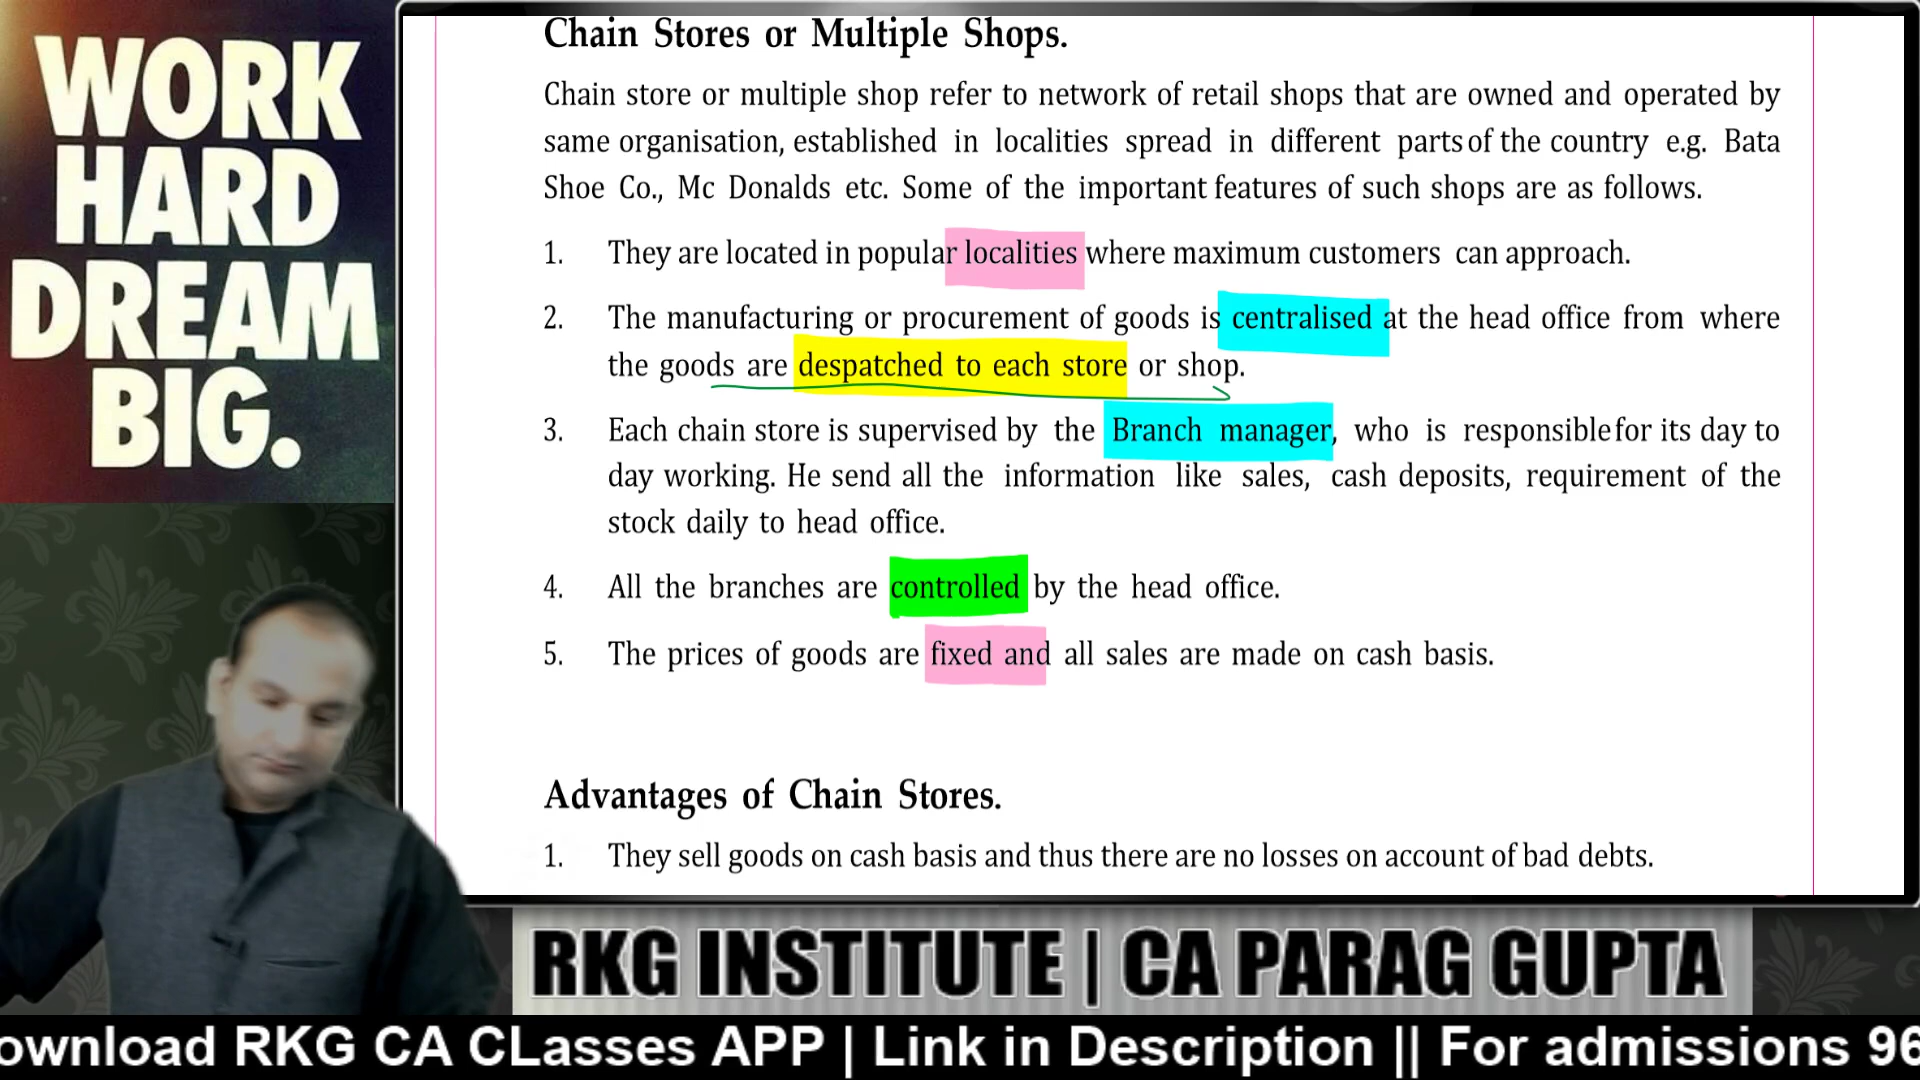 WORK
HARD
DREAM
BIG.
Chain Stores or Multiple Shops.
Chain store or multiple shop refer to network of retail shops that are owned and operated by
same organisation, established in localities spread in different parts of the country e.g. Bata
Shoe Co., Mc Donalds etc. Some of the important features of such shops are as follows.
1. They are located in popular localities where maximum customers can approach.
2. The manufacturing or procurement of goods is centralised at the head office from where
the goods are despatched to each store or shop.
3. Each chain store is supervised by the Branch manager, who is responsible for its day to
day working. He send all the information like sales, cash deposits, requirement of the
stock daily to head office.
4. All the branches are controlled by the head office.
5. The prices of goods are fixed and all sales are made on cash basis.
Advantages of Chain Stores.
1. They sell goods on cash basis and thus there are no losses on account of bad debts.
RKG INSTITUTE | CA PARAG GUPTA
ownload RKG CA CLasses APP | Link in Description || For admissions 96